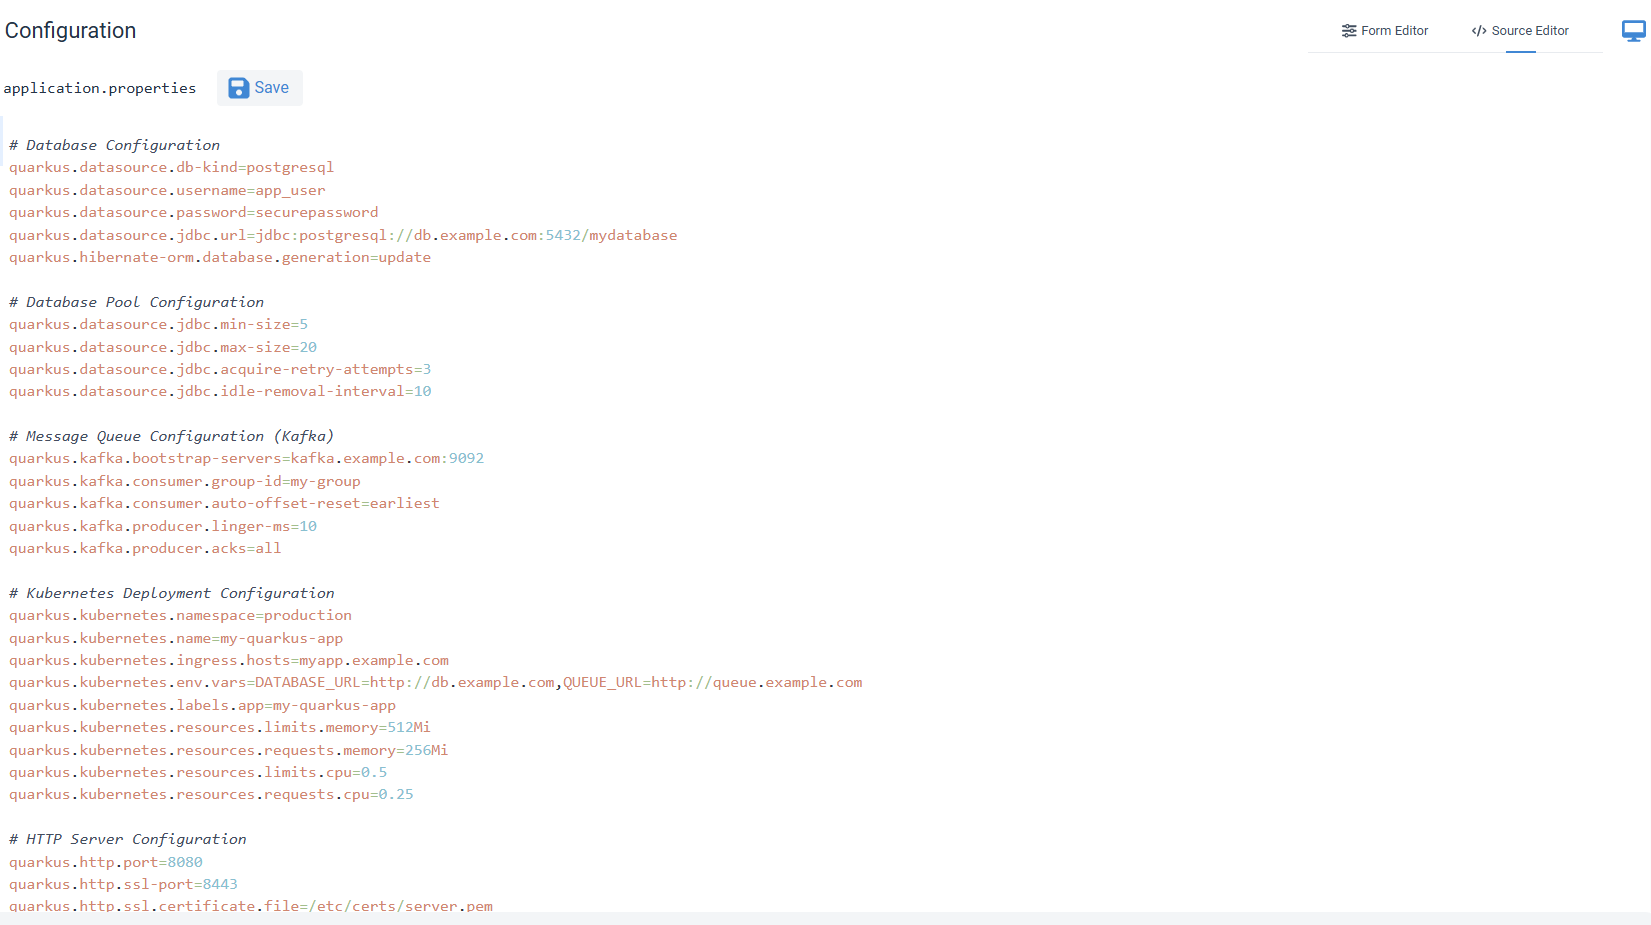 Configuration
Form Editor
</> Source Editor
application.properties
Save
# Database Configuration
quarkus.datasource.db-kind=postgresql
quarkus.datasource.username=app_user
quarkus.datasource.password=securepassword
quarkus.datasource.jdbc.url=jdbc:postgresql://db.example.com:5432/mydatabase
quarkus.hibernate-orm.database.generation=update
# Database Pool Configuration
quarkus.datasource.jdbc.min-size=5
quarkus.datasource.jdbc.max-size=20
quarkus.datasource.jdbc.acquire-retry-attempts=3
quarkus.datasource.jdbc.idle-removal-interval=10
# Message Queue Configuration (Kafka)
quarkus.kafka.bootstrap-servers=kafka.example.com:9092
quarkus.kafka.consumer.group-id=my-group
quarkus.kafka.consumer.auto-offset-reset=earliest
quarkus.kafka.producer.linger-ms=10
quarkus.kafka.producer.acks=all
# Kubernetes Deployment Configuration
quarkus.kubernetes.namespace=production
quarkus.kubernetes.name=my-quarkus-app
quarkus.kubernetes.ingress.hosts=myapp.example.com
quarkus.kubernetes.env.vars=DATABASE_URL=http://db.example.com,QUEUE_URL=http://queue.example.com
quarkus.kubernetes.labels.app=my-quarkus-app
quarkus.kubernetes.resources.limits.memory=512Mi
quarkus.kubernetes.resources.requests.memory=256Mi
quarkus.kubernetes.resources.limits.cpu=0.5
quarkus.kubernetes.resources.requests.cpu=0.25
# HTTP Server Configuration
quarkus.http.port=8080
quarkus.http.ssl-port=8443
quarkus.http.ssl.certificate.file=/etc/certs/server.pem